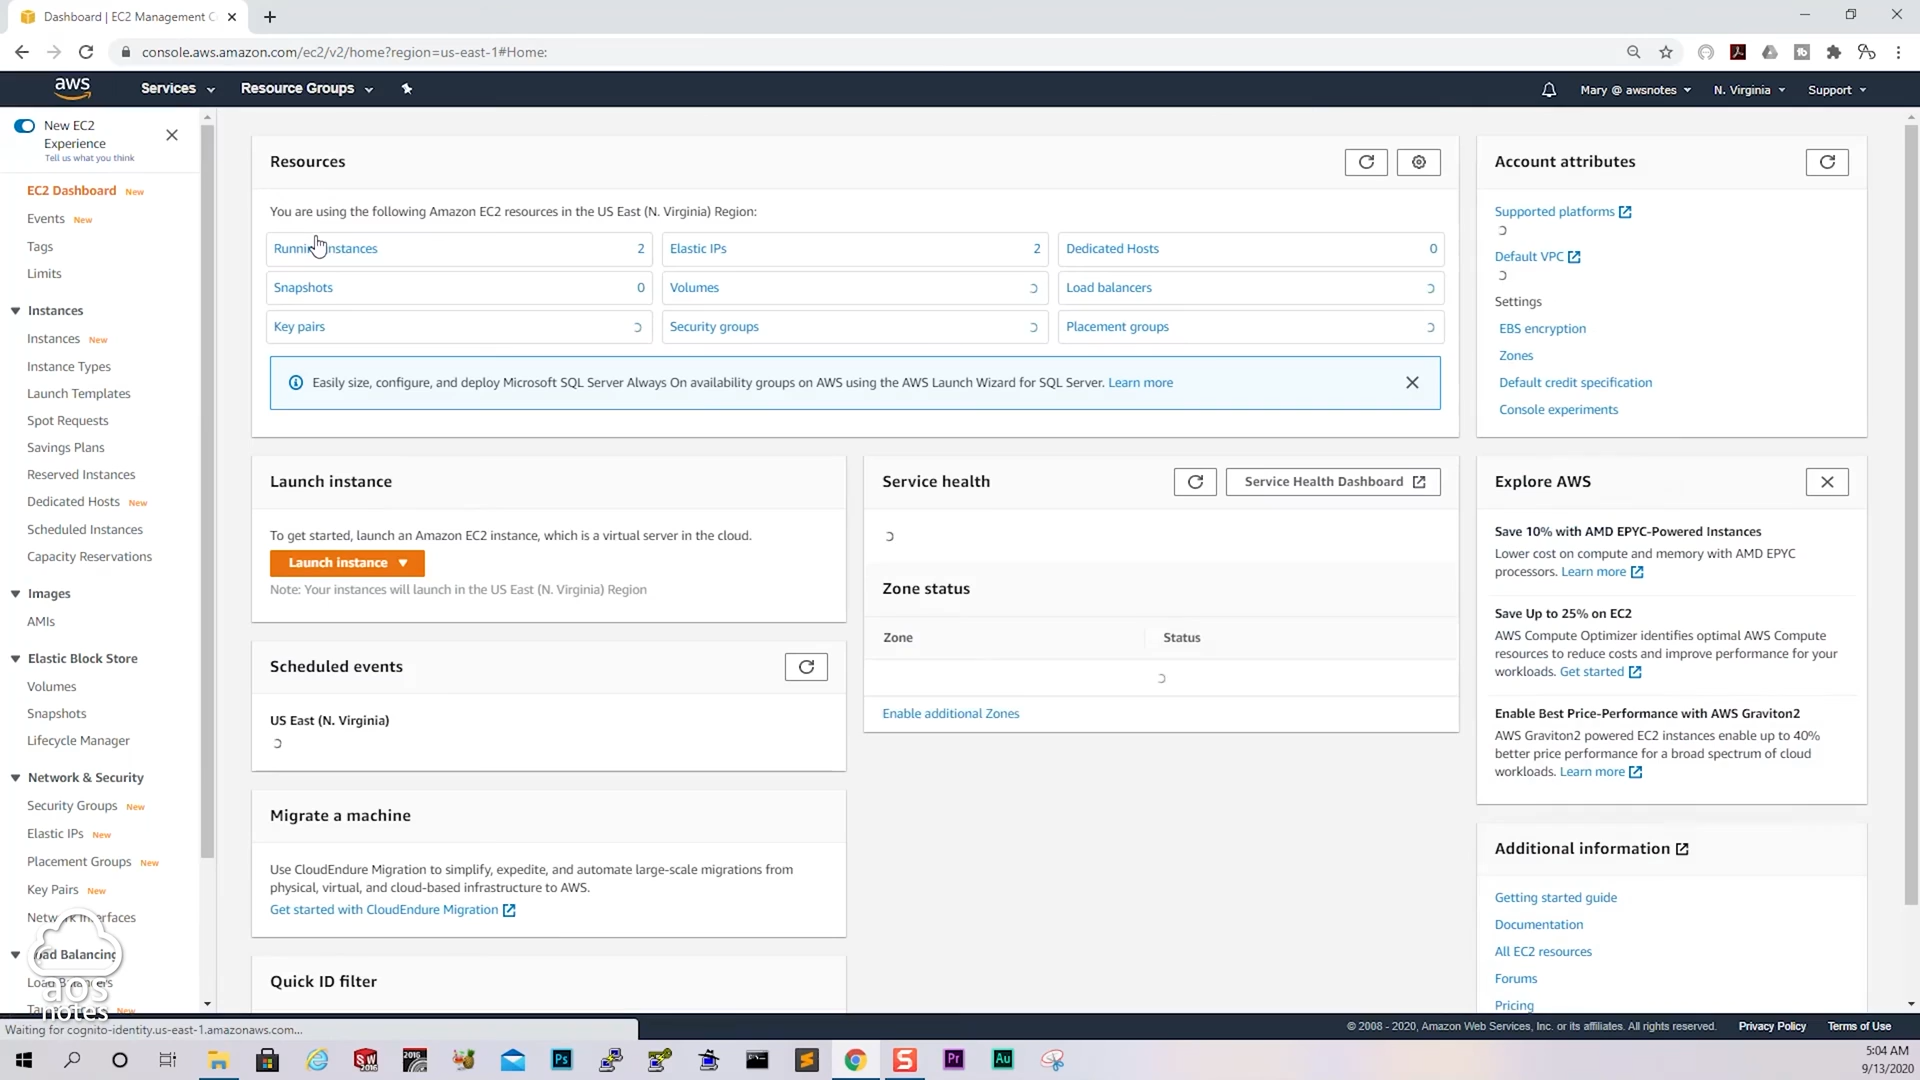 Dashboard | EC2 Management C
console.aws.amazon.com/ec2/v2/home?region=us-east-1#Home:
aws
Services
Resource Groups
Mary @ awsnotes
N. Virginia
Support
New EC2
Experience
Tell us what you think
EC2 Dashboard New
Events New
Tags
Limits
Instances
Instances New
Instance Types
Launch Templates
Spot Requests
Savings Plans
Reserved Instances
Dedicated Hosts New
Scheduled Instances
Capacity Reservations
Images
AMIs
Elastic Block Store
Volumes
Snapshots
Lifecycle Manager
Network & Security
Security Groups New
Elastic IPs New
Placement Groups New
Key Pairs New
Network Interfaces
Load Balancing
Load Balancers
New
aos
notes
Resources
You are using the following Amazon EC2 resources in the US East (N. Virginia) Region:
Running instances 2
Elastic IPs 2
Dedicated Hosts 0
Snapshots 0
Volumes
Load balancers
Key pairs
Security groups
Placement groups
Easily size, configure, and deploy Microsoft SQL Server Always On availability groups on AWS using the AWS Launch Wizard for SQL Server. Learn more
Launch instance
To get started, launch an Amazon EC2 instance, which is a virtual server in the cloud.
Launch instance
Note: Your instances will launch in the US East (N. Virginia) Region
Scheduled events
US East (N. Virginia)
Migrate a machine
Use CloudEndure Migration to simplify, expedite, and automate large-scale migrations from
physical, virtual, and cloud-based infrastructure to AWS.
Get started with CloudEndure Migration
Quick ID filter
Service health
Service Health Dashboard
Zone status
Zone Status
Enable additional Zones
Account attributes
Supported platforms
Default VPC
Settings
EBS encryption
Zones
Default credit specification
Console experiments
Explore AWS
Save 10% with AMD EPYC-Powered Instances
Lower cost on compute and memory with AMD EPYC
processors. Learn more
Save Up to 25% on EC2
AWS Compute Optimizer identifies optimal AWS Compute
resources to reduce costs and improve performance for your
workloads. Get started
Enable Best Price-Performance with AWS Graviton2
AWS Graviton2 powered EC2 instances enable up to 40%
better price performance for a broad spectrum of cloud
workloads. Learn more
Additional information
Getting started guide
Documentation
All EC2 resources
Forums
Pricing
Waiting for cognito-identity.us-east-1.amazonaws.com...
© 2008 - 2020, Amazon Web Services, Inc. or its affiliates. All rights reserved.
Privacy Policy
Terms of Use
SW
2016
2016
Ps
S
Pr
Au
5:04 AM
9/13/2020